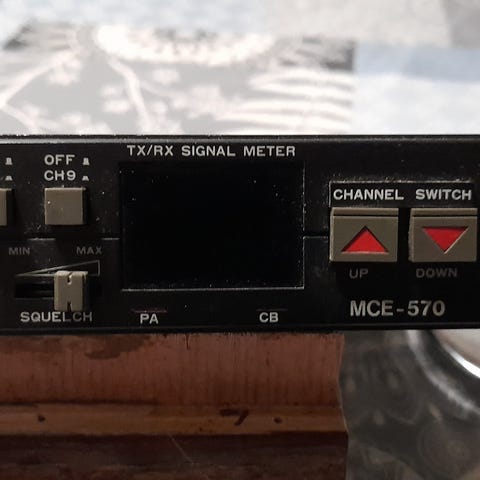 TX/RX SIGNAL METER
OFF
CH9
CHANNEL SWITCH
MIN MAX
UP DOWN
SQUELCH
PA CB
MCE-570